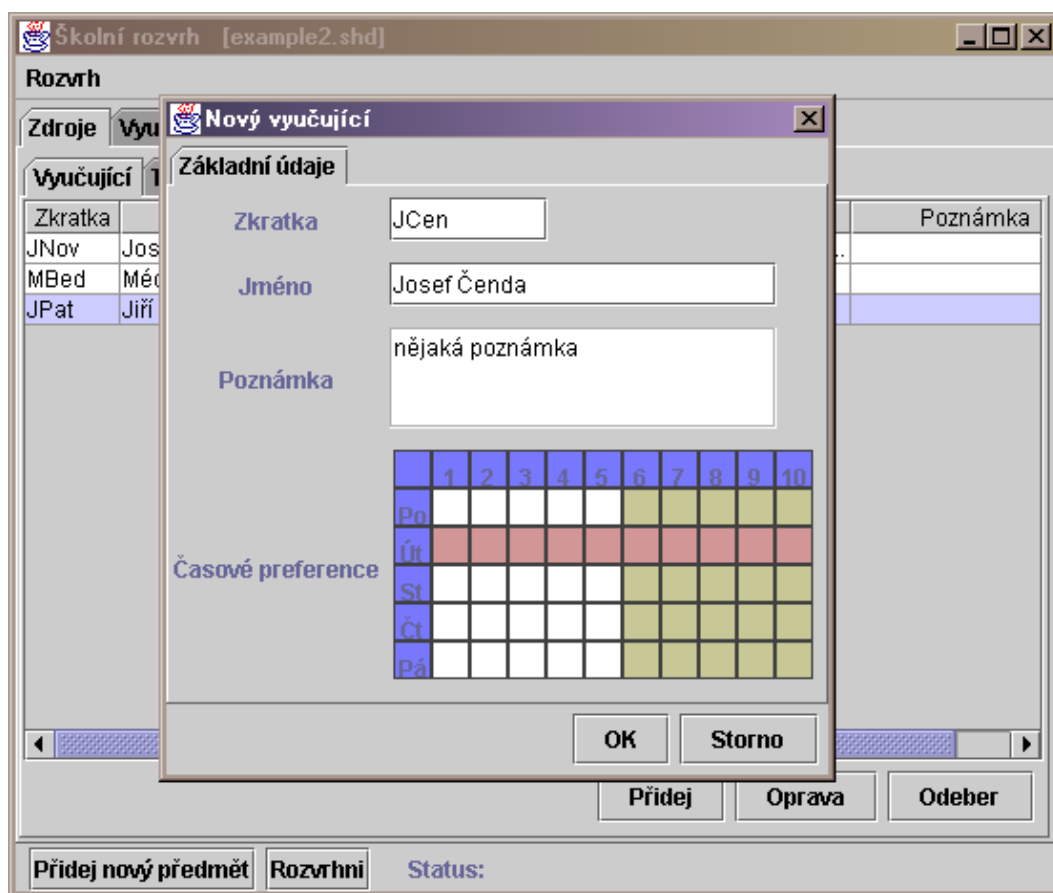 Školní rozvrh [example2.shd]
Rozvrh
Zdroje
Nový vyučující
Vyučující
Základní údaje
Zkratka Poznámka
JNov
MBed
JPat Jiří
Zkratka JCen
Jméno Josef Čenda
Poznámka nějaká poznámka
Časové preference
1 2 3 4 5 6 7 8 9 10
Po
Út
St
Čt
Pá
OK Storno
Přidej Oprava Odeber
Přidej nový předmět Rozvrhni Status: